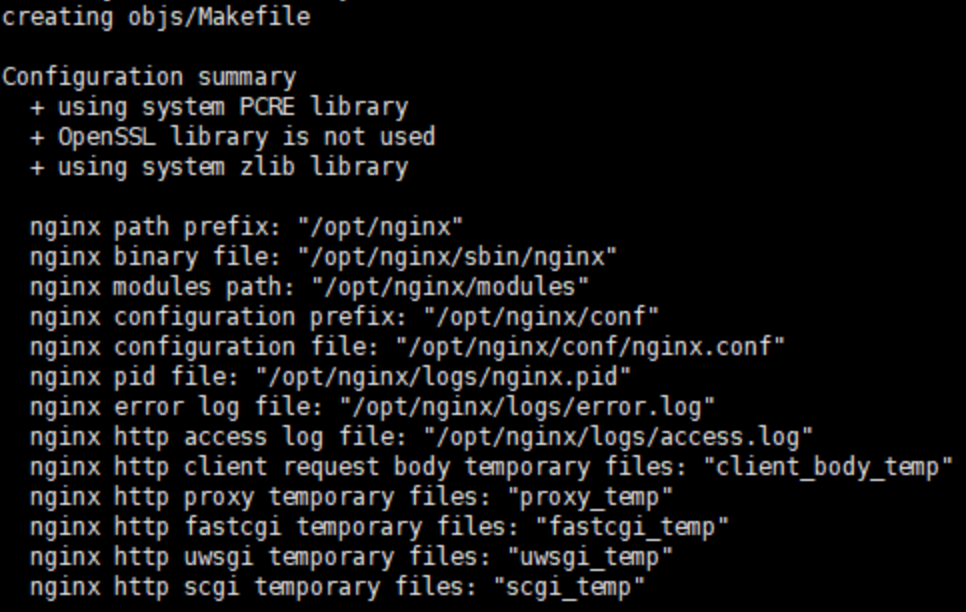 creating objs/Makefile
Configuration summary
+ using system PCRE library
+ OpenSSL library is not used
+ using system zlib library
nginx path prefix: "/opt/nginx"
nginx binary file: "/opt/nginx/sbin/nginx"
nginx modules path: "/opt/nginx/modules"
nginx configuration prefix: "/opt/nginx/conf"
nginx configuration file: "/opt/nginx/conf/nginx.conf"
nginx pid file: "/opt/nginx/logs/nginx.pid"
nginx error log file: "/opt/nginx/logs/error.log"
nginx http access log file: "/opt/nginx/logs/access.log"
nginx http client request body temporary files: "client_body_temp"
nginx http proxy temporary files: "proxy_temp"
nginx http fastcgi temporary files: "fastcgi_temp"
nginx http uwsgi temporary files: "uwsgi_temp"
nginx http scgi temporary files: "scgi_temp"